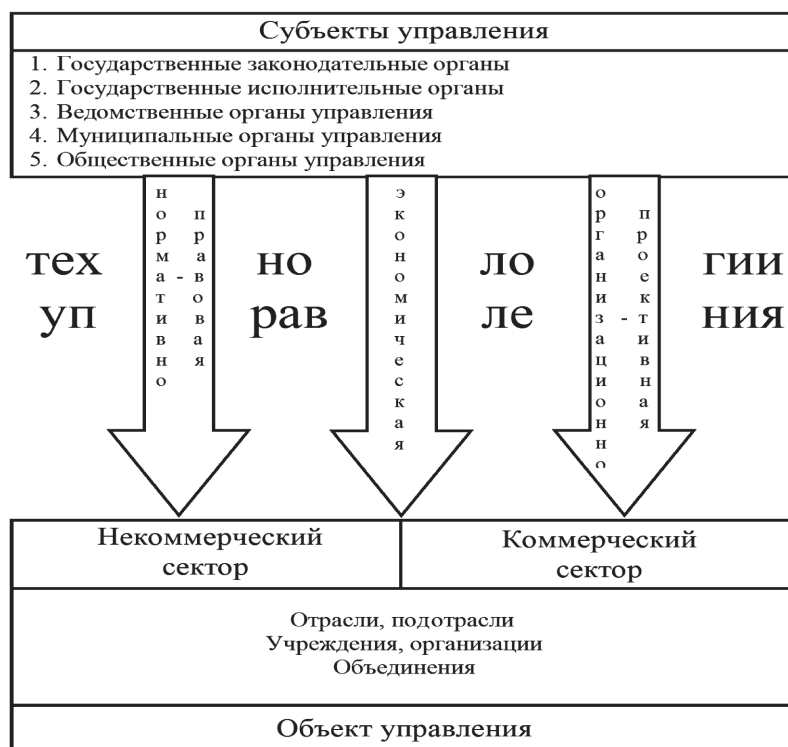 Субъекты управления
1. Государственные законодательные органы
2. Государственные исполнительные органы
3. Ведомственные органы управления
4. Муниципальные органы управления
5. Общественные органы управления
нормативно-
правовая
экономическая
организационно-
проективная
тех но ло гии
уп рав ле ния
Некоммерческий
сектор
Коммерческий
сектор
Отрасли, подотрасли
Учреждения, организации
Объединения
Объект управления